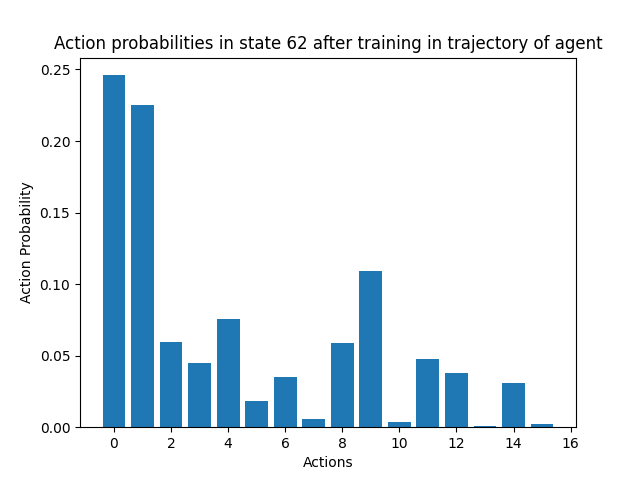 Action probabilities in state 62 after training in trajectory of agent
0.25
0.20
0.15
0.10
0.05
0.00
Action Probability
0 2 4 6 8 10 12 14 16
Actions